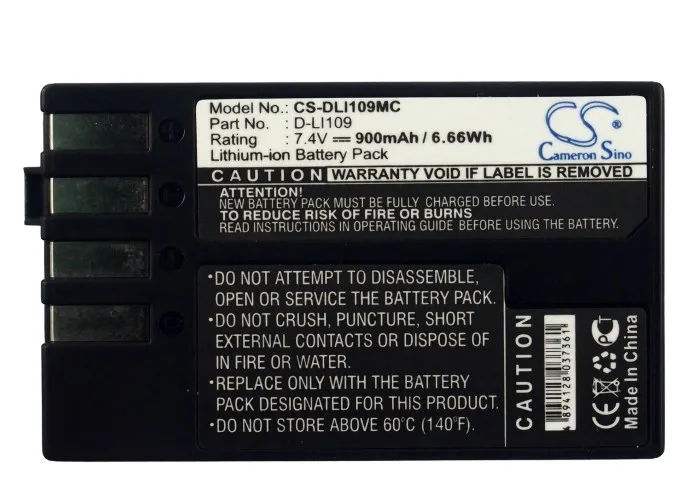 Model No.: CS-DLI109MC
Part No. : D-LI109
Rating : 7.4V 900mAh / 6.66Wh
Lithium-ion Battery Pack
CS
Cameron Sino
CAUTION WARRANTY VOID IF LABEL IS REMOVED
ATTENTION!
NEW BATTERY PACK MUST BE FULLY CHARGED BEFORE USE.
TO REDUCE RISK OF FIRE OR BURNS
READ INSTRUCTIONS IN OPERATING GUIDE BEFORE USING THE BATTERY.
•DO NOT ATTEMPT TO DISASSEMBLE,
OPEN OR SERVICE THE BATTERY PACK.
•DO NOT CRUSH, PUNCTURE, SHORT
EXTERNAL CONTACTS OR DISPOSE OF
IN FIRE OR WATER.
•REPLACE ONLY WITH THE BATTERY
PACK DESIGNATED FOR THIS PRODUCT.
•DO NOT STORE ABOVE 60°C (140°F).
CAUTION
4894128037361
CE
Made in China